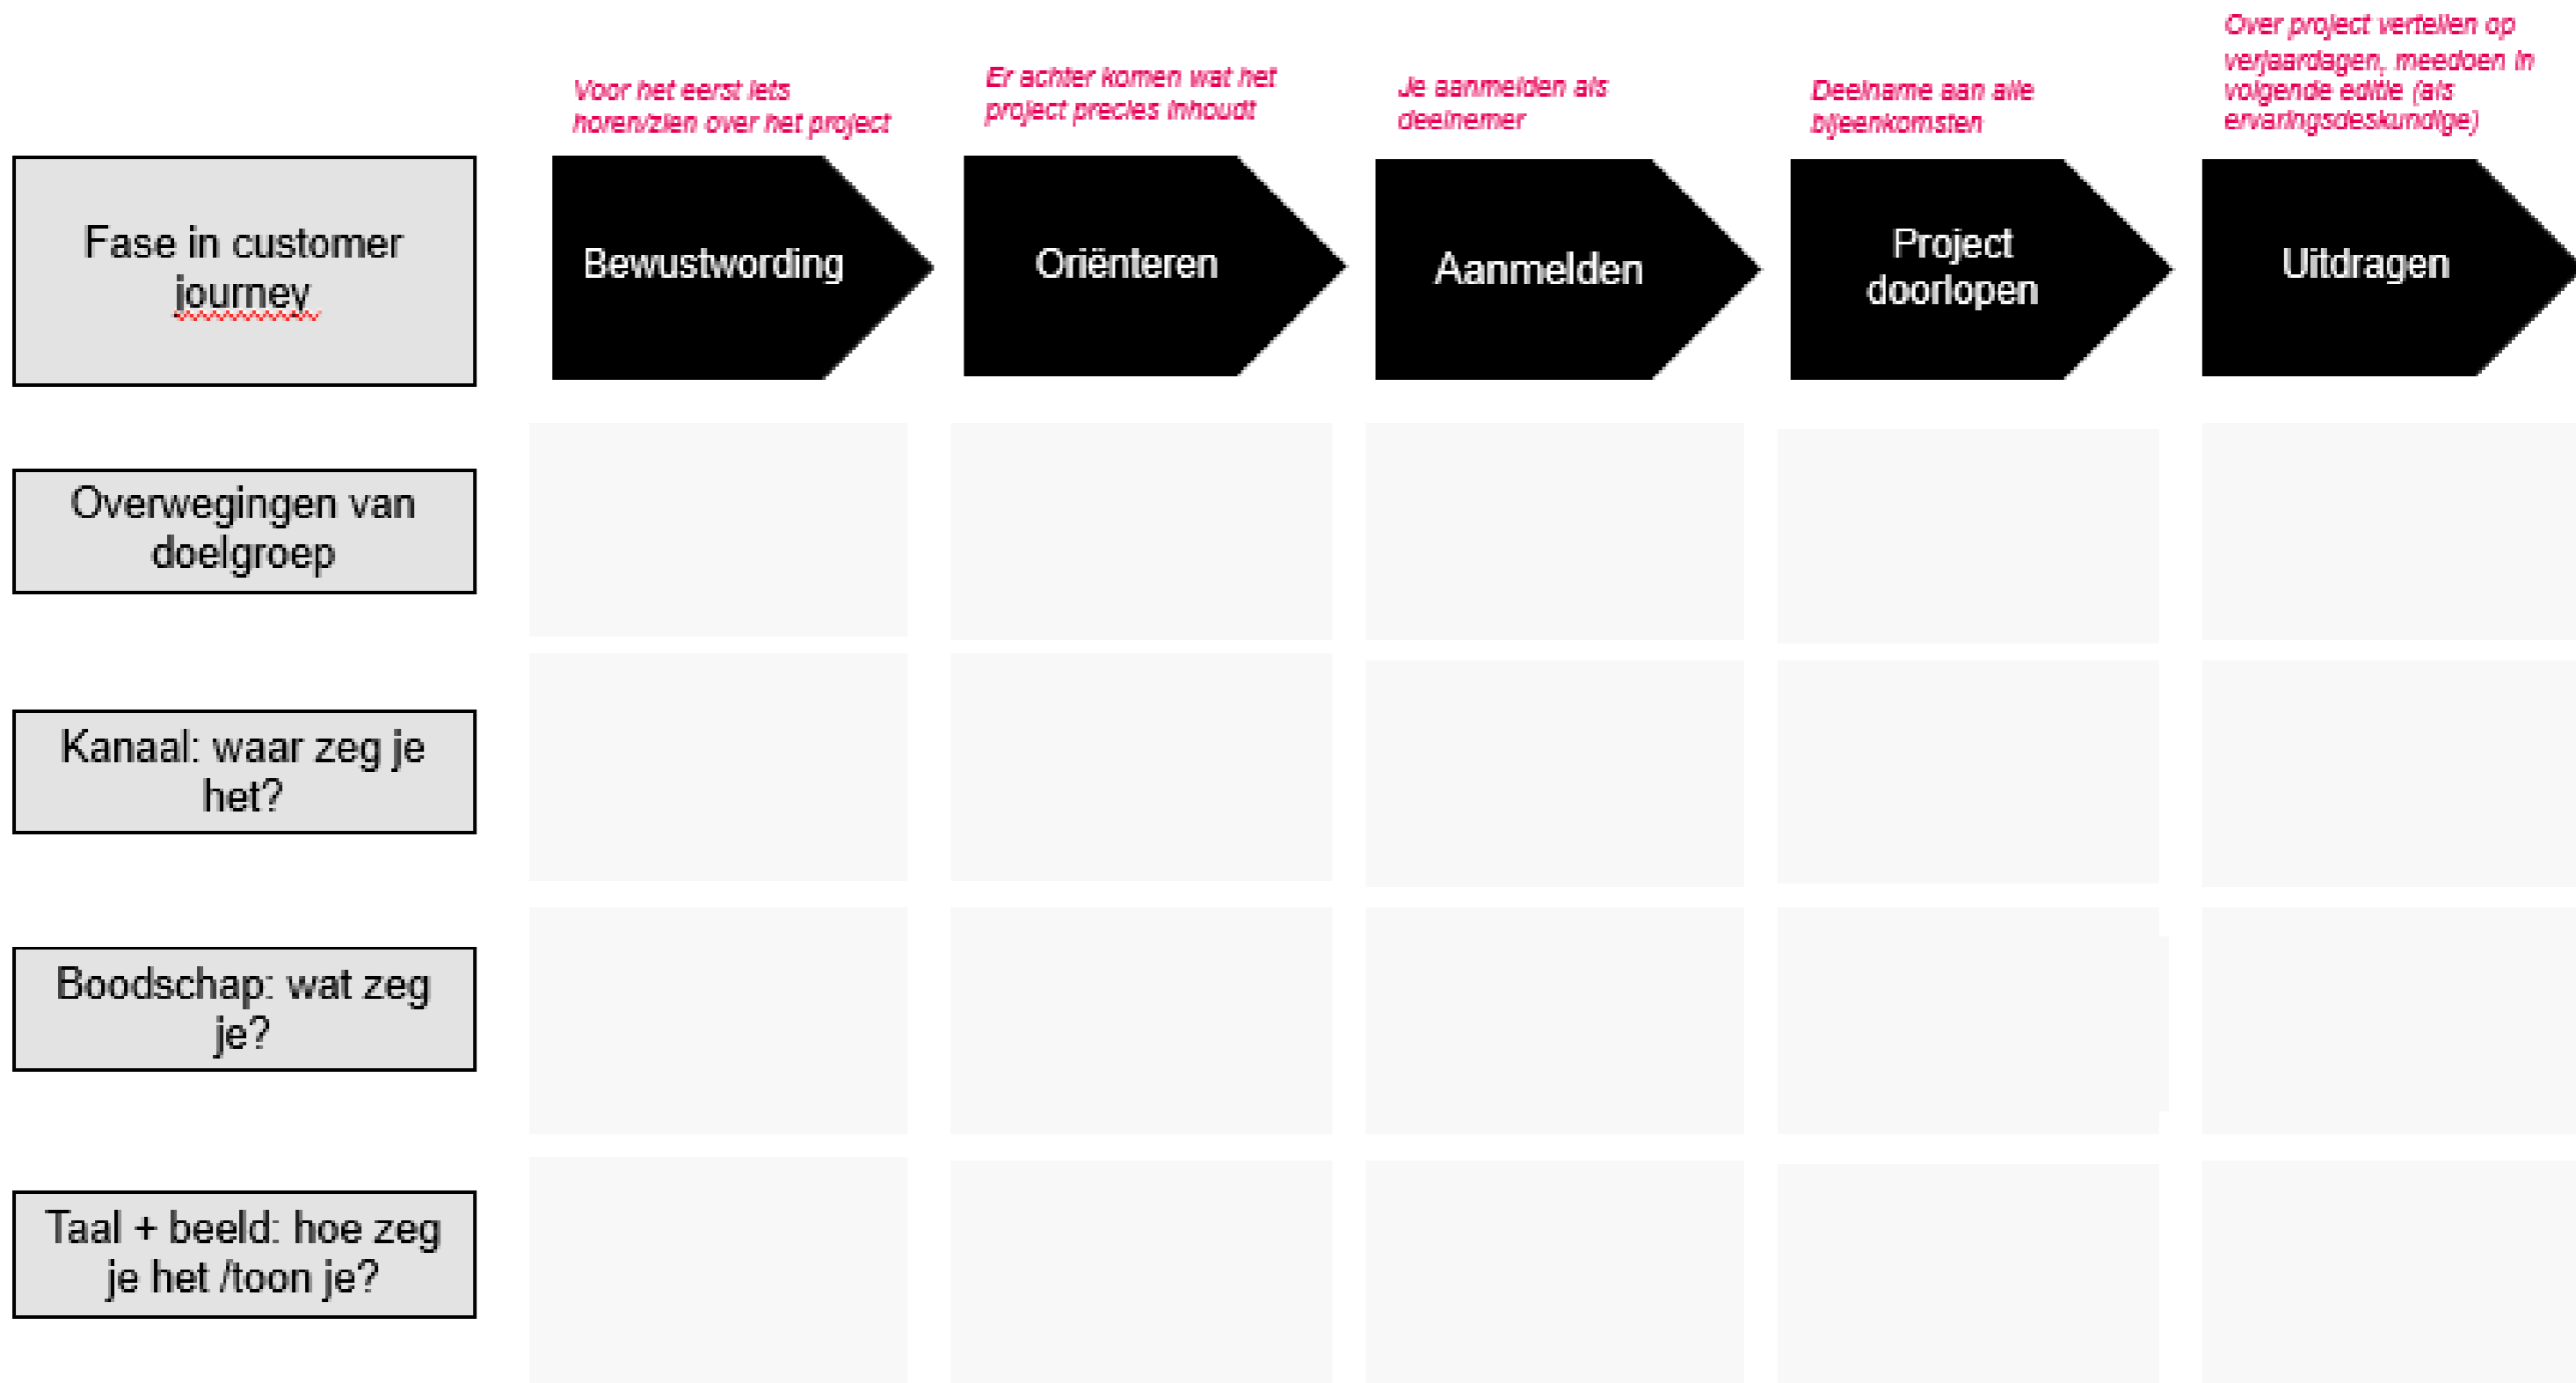 Voor het eerst iets
horen/zien over het project
Er achter komen wat het
project precies inhoudt
Je aanmelden als
deelnemer
Deelname aan alle
bijeenkomsten
Over project vertellen op
verjaardagen, meedoen in
volgende editie (als
ervaringsdeskundige)
Fase in customer
journey
Bewustwording
Oriënteren
Aanmelden
Project
doorlopen
Uitdragen
Overwegingen van
doelgroep
Kanaal: waar zeg je
het?
Boodschap: wat zeg
je?
Taal + beeld: hoe zeg
je het /toon je?